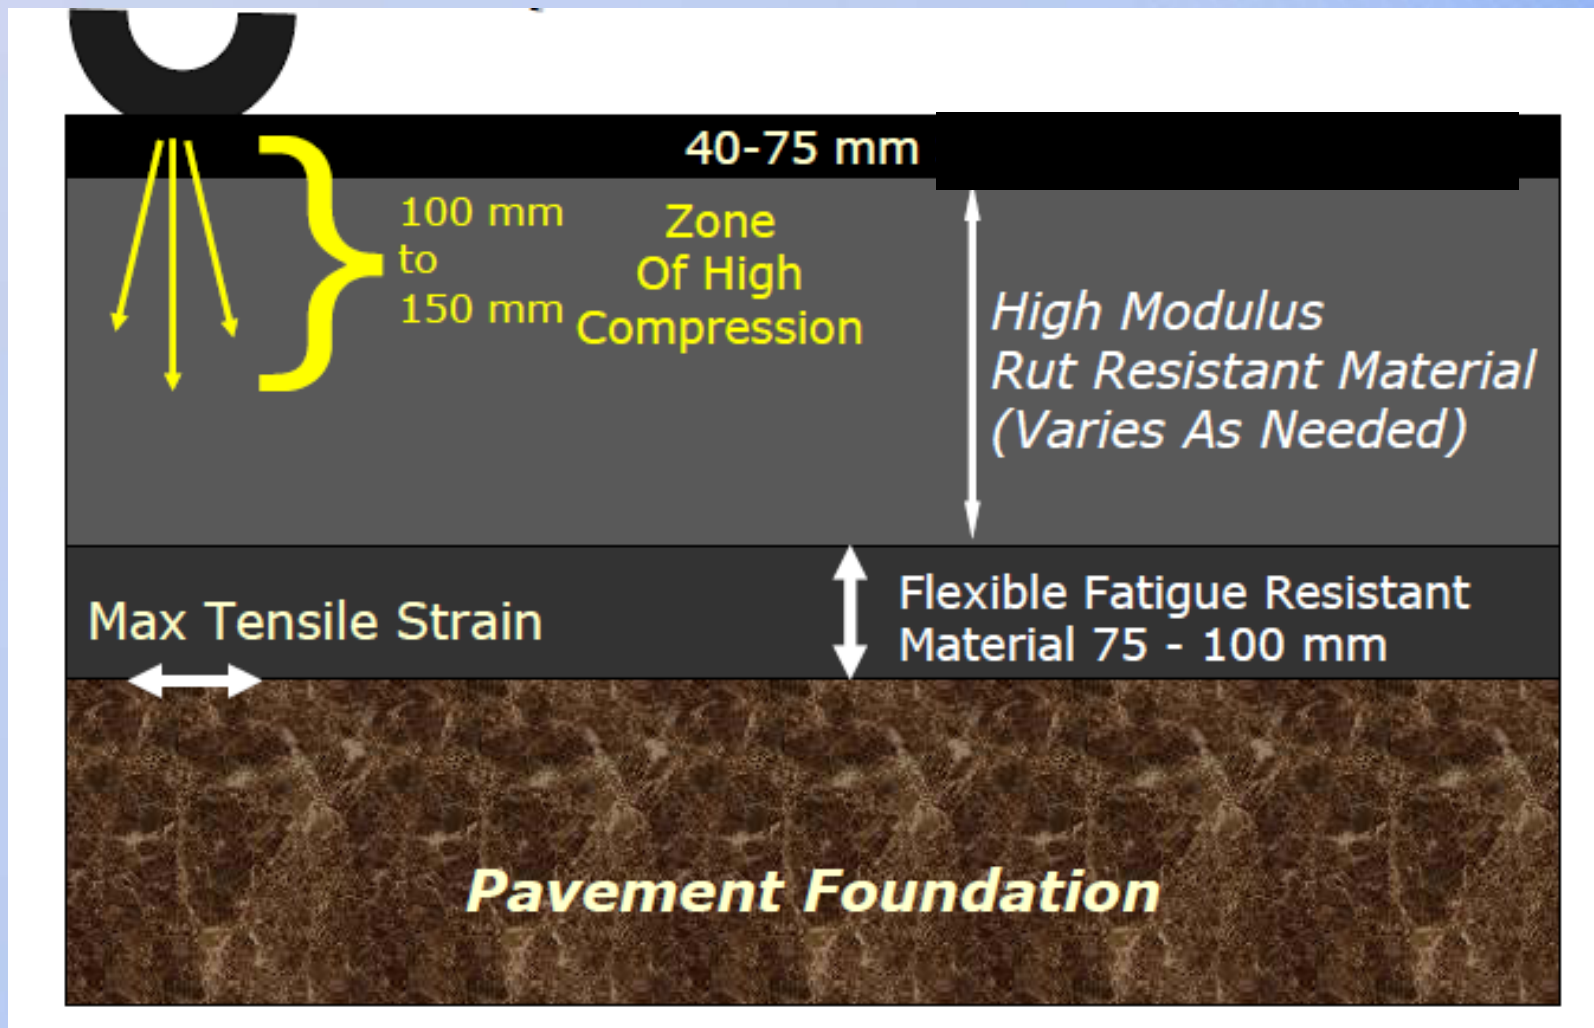 40-75 mm
100 mm
to
150 mm
Zone
Of High
Compression
High Modulus
Rut Resistant Material
(Varies As Needed)
Max Tensile Strain
Flexible Fatigue Resistant
Material 75 - 100 mm
Pavement Foundation